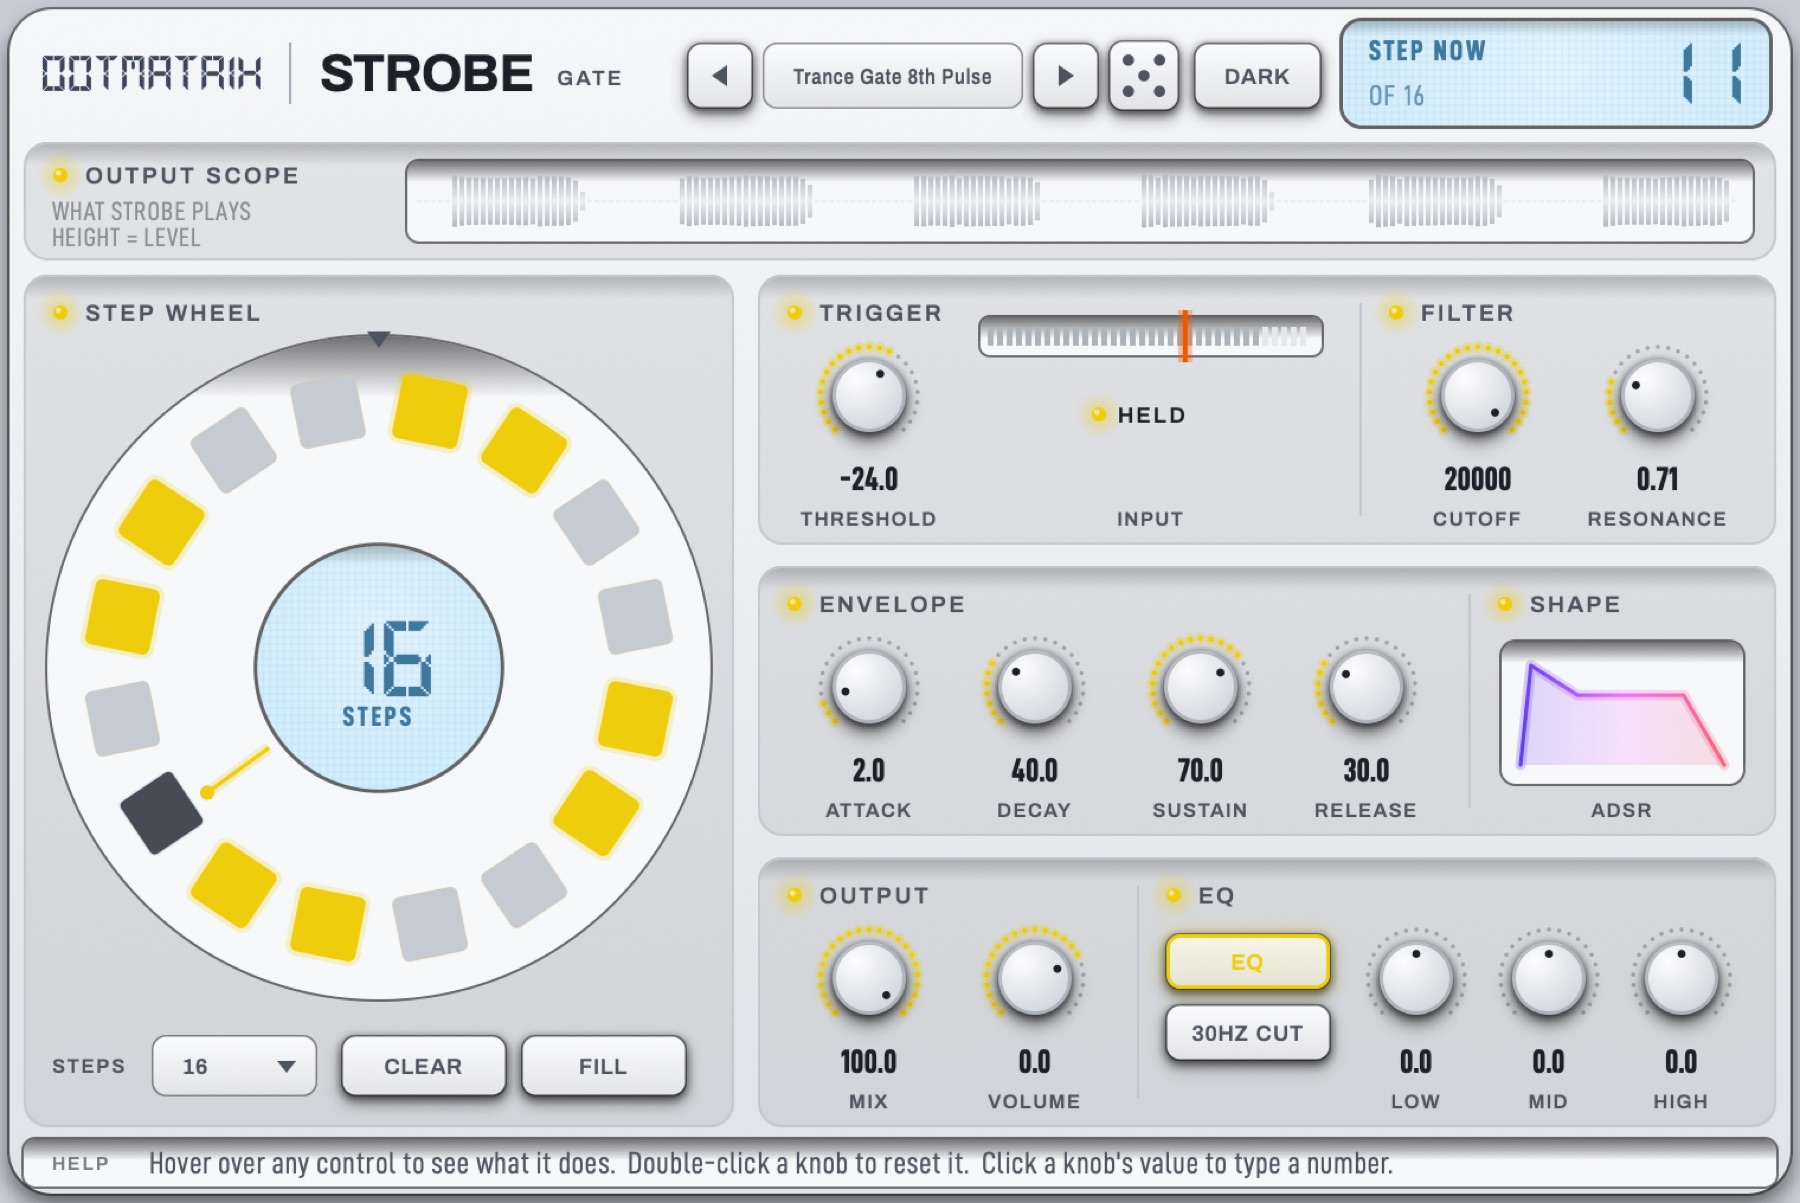 DOTMATRIX
STROBE GATE
Trance Gate 8th Pulse
DARK
STEP NOW
OF 16
11
OUTPUT SCOPE
WHAT STROBE PLAYS
HEIGHT = LEVEL
STEP WHEEL
16
STEPS
STEPS
16
CLEAR
FILL
TRIGGER
-24.0
THRESHOLD
HELD
INPUT
FILTER
20000
CUTOFF
0.71
RESONANCE
ENVELOPE
2.0
ATTACK
40.0
DECAY
70.0
SUSTAIN
30.0
RELEASE
SHAPE
ADSR
OUTPUT
100.0
MIX
0.0
VOLUME
EQ
EQ
30HZ CUT
0.0
LOW
0.0
MID
0.0
HIGH
HELP Hover over any control to see what it does. Double-click a knob to reset it. Click a knob's value to type a number.